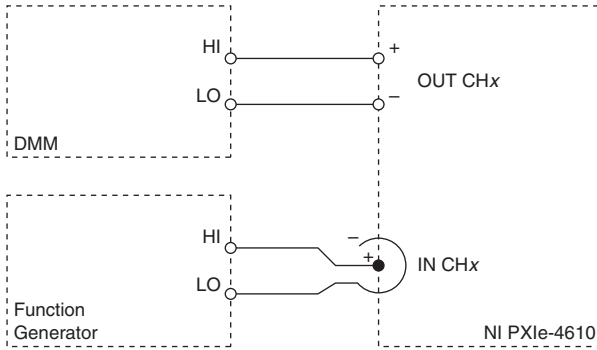 HI
+
OUT CHx
LO
–
DMM
HI
–
+
IN CHx
LO
Function
Generator
NI PXIe-4610